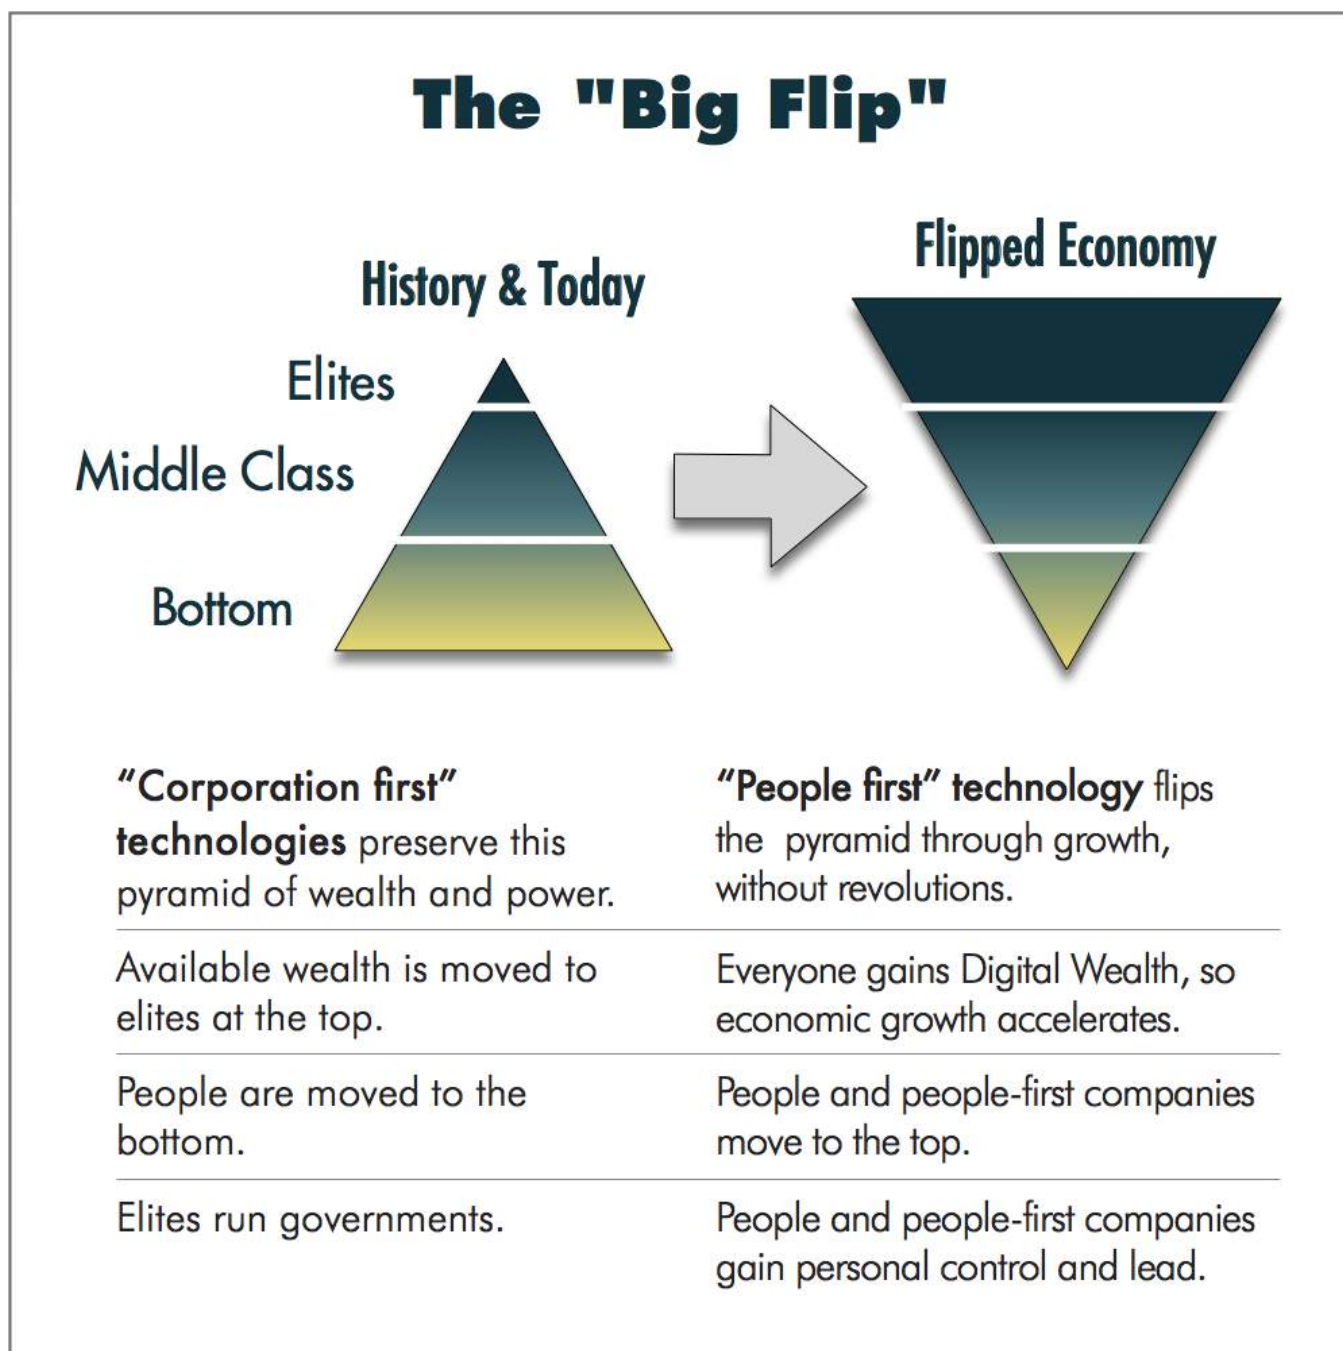 The "Big Flip"
History & Today
Flipped Economy
Elites
Middle Class
Bottom
“Corporation first”
technologies preserve this
pyramid of wealth and power.
“People first” technology flips
the pyramid through growth,
without revolutions.
Available wealth is moved to
elites at the top.
Everyone gains Digital Wealth, so
economic growth accelerates.
People are moved to the
bottom.
People and people-first companies
move to the top.
Elites run governments.
People and people-first companies
gain personal control and lead.